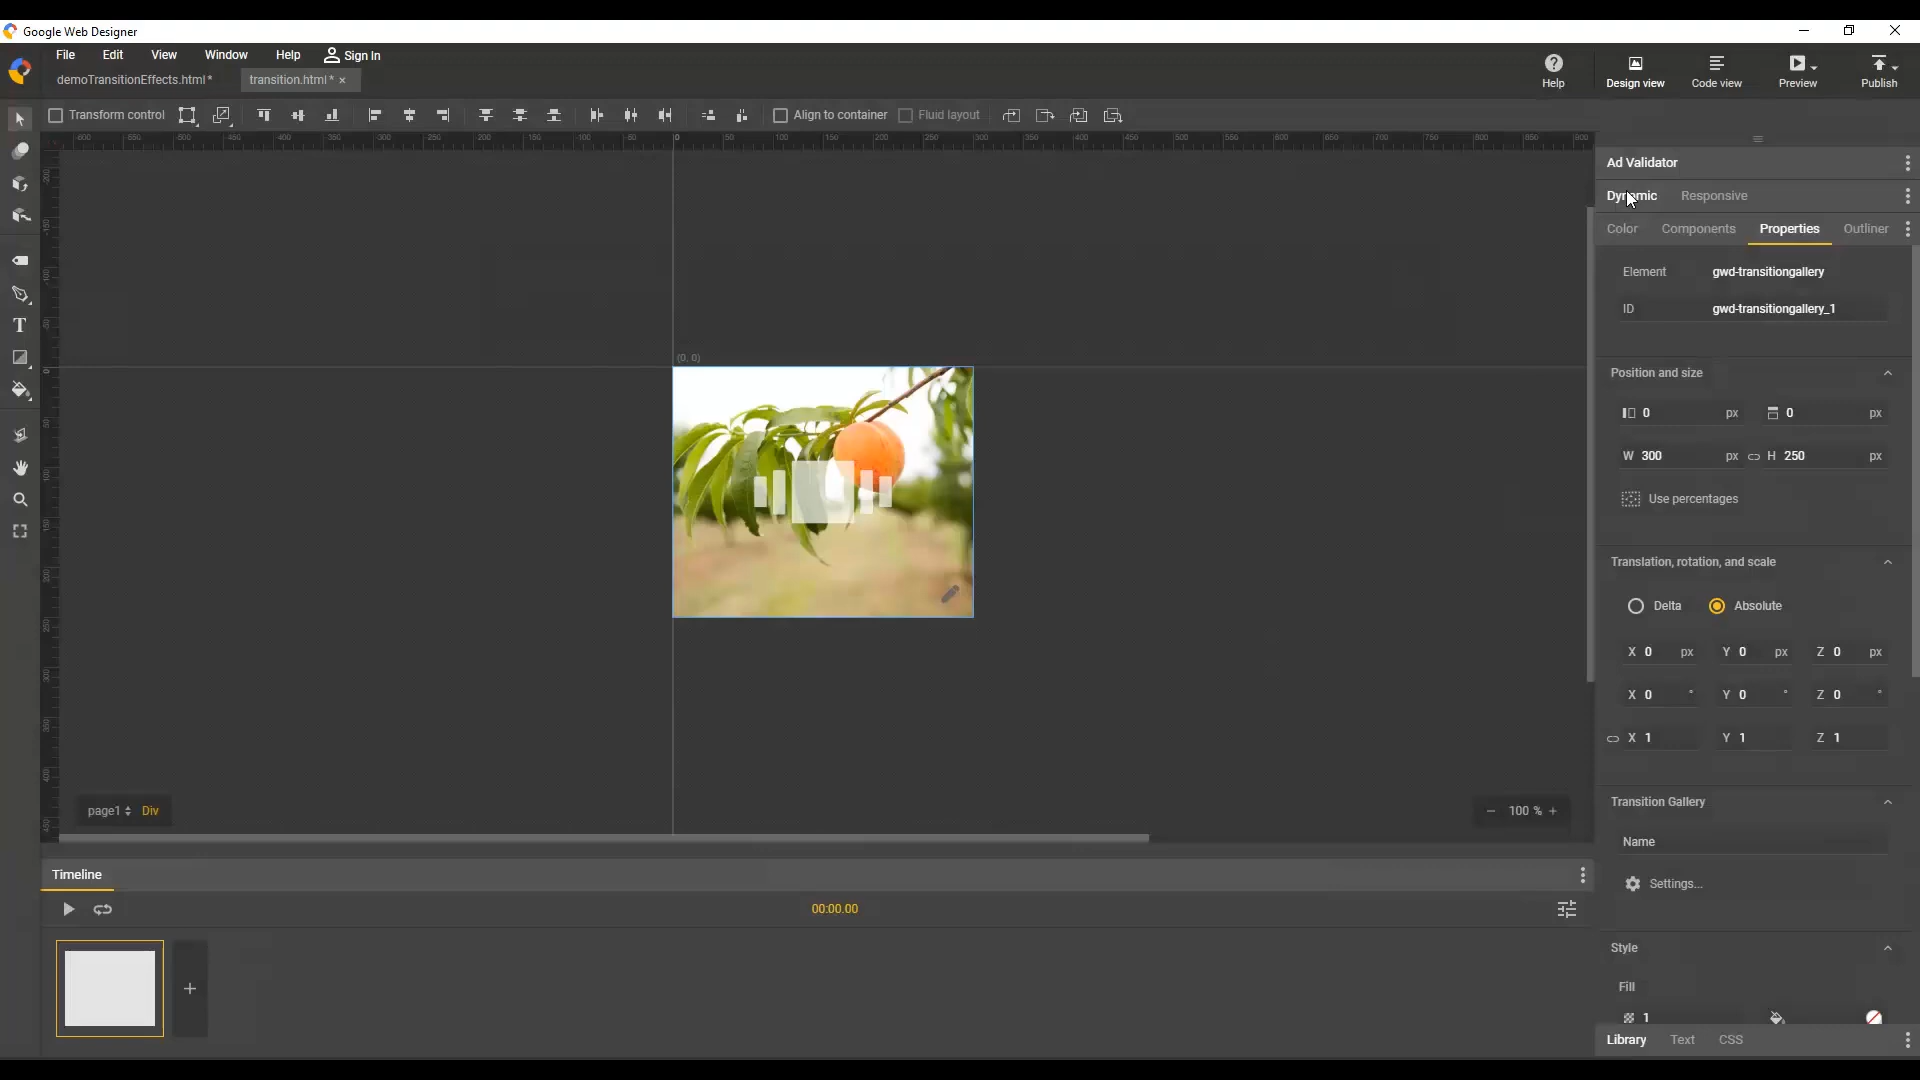 Google Web Designer
File Edit View Window Help Sign In
demoTransitionEffects.html* transition.html* ×
Help Design view Code view Preview Publish
Transform control Align to container Fluid layout
Ad Validator
Dynamic Responsive
Color Components Properties Outliner
Element gwd-transitiongallery
ID gwd-transitiongallery_1
(0, 0)
Position and size
0 px 0 px
W 300 px H 250 px
Use percentages
Translation, rotation, and scale
Delta Absolute
X 0 px Y 0 px Z 0 px
X 0 ° Y 0 ° Z 0 °
X 1 Y 1 Z 1
page1 Div
− 100 % +
Transition Gallery
Name
Settings...
Timeline
00:00.00
+
Style
Fill
1
Library Text CSS